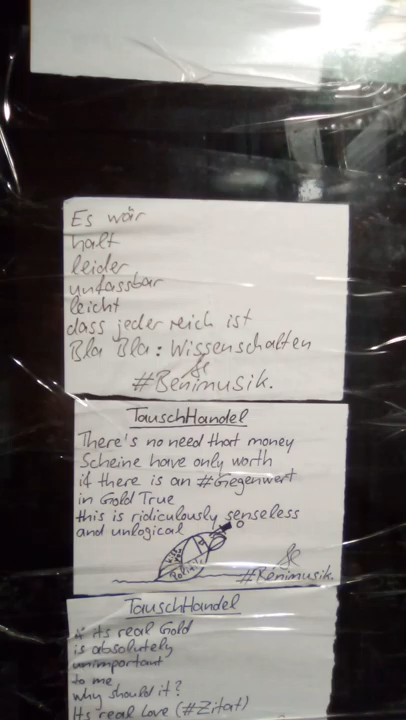 Es wär
halt
leider
unfassbar
leicht
dass jeder reich ist
Bla Bla: Wissenschaften
#Benimusik.
TauschHandel
There's no need that money
Scheine have only worth
if there is an #Gegenwert
in Gold True
this is ridiculously senseless
and unlogical
#Benimusik.
TauschHandel
if its real Gold
is absolutely
unimportant
to me
why should it?
Its real Love (#Zitat)